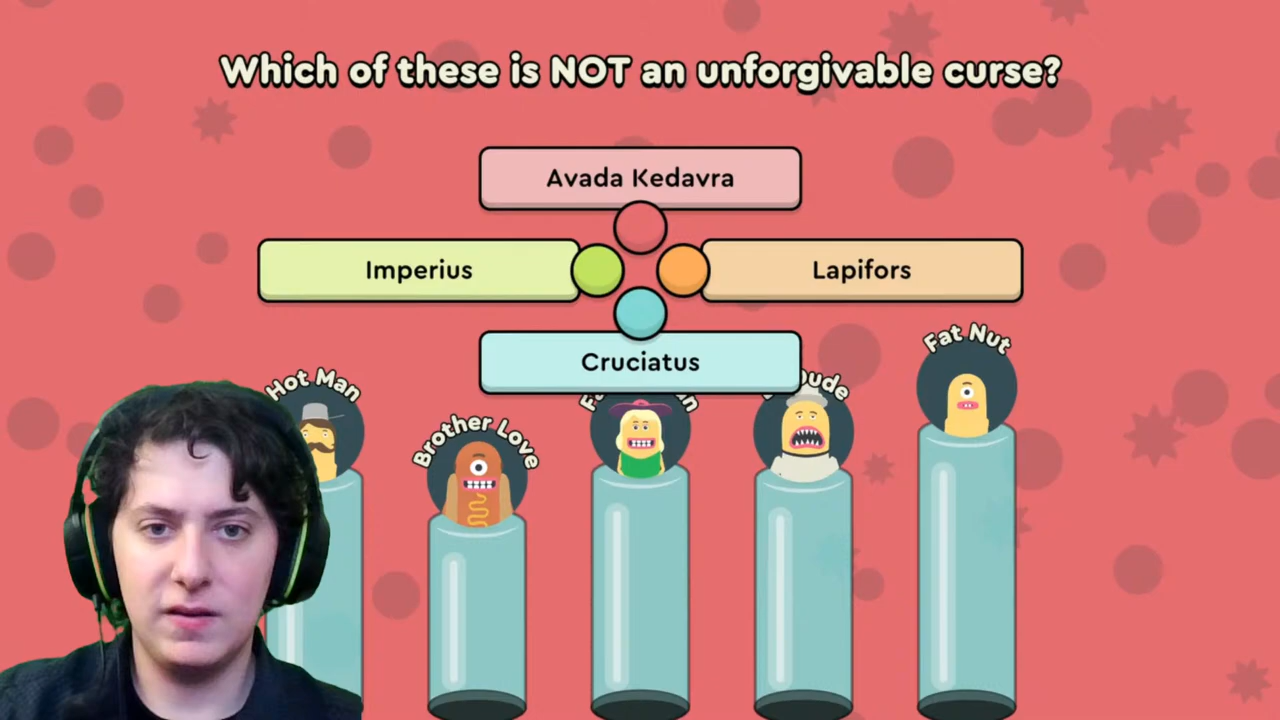 Which of these is NOT an unforgivable curse?
Avada Kedavra
Imperius
Lapifors
Cruciatus
Hot Man
Brother Love
Fat Nut